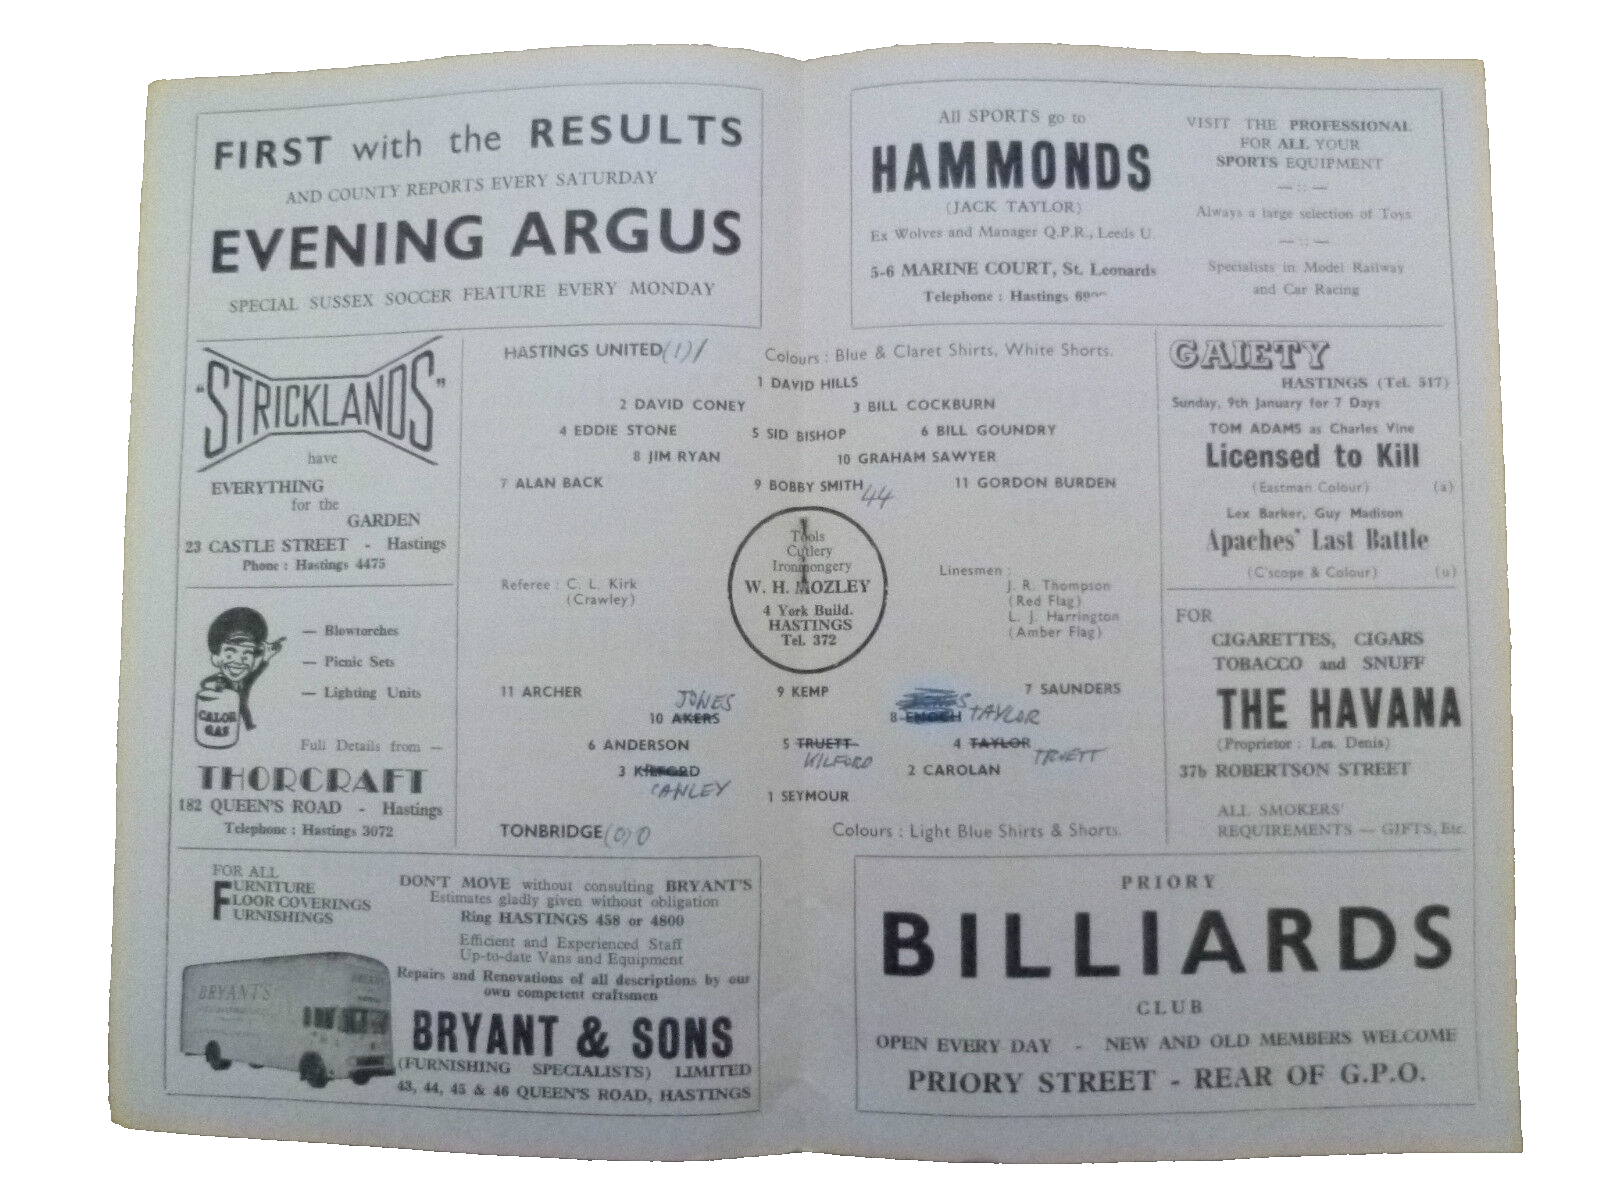 FIRST with the RESULTS
AND COUNTY REPORTS EVERY SATURDAY
EVENING ARGUS
SPECIAL SUSSEX SOCCER FEATURE EVERY MONDAY
All SPORTS go to
HAMMONDS
(JACK TAYLOR)
Ex Wolves and Manager Q.P.R., Leeds U.
5-6 MARINE COURT, St. Leonards
Telephone : Hastings
VISIT THE PROFESSIONAL
FOR ALL YOUR
SPORTS EQUIPMENT
— :: —
Always a large selection of Toys
— :: —
Specialists in Model Railway
and Car Racing
"STRICKLANDS"
have
EVERYTHING
for the
GARDEN
23 CASTLE STREET - Hastings
Phone : Hastings 4475
— Blowtorches
— Picnic Sets
— Lighting Units
CALOR
GAS
Full Details from —
THORCRAFT
182 QUEEN'S ROAD - Hastings
Telephone : Hastings 3072
HASTINGS UNITED (1) 1
Colours : Blue & Claret Shirts, White Shorts.
1 DAVID HILLS
2 DAVID CONEY 3 BILL COCKBURN
4 EDDIE STONE 5 SID BISHOP 6 BILL GOUNDRY
8 JIM RYAN 10 GRAHAM SAWYER
7 ALAN BACK 9 BOBBY SMITH 44 11 GORDON BURDEN
Tools
Cutlery
Ironmongery
W. H. MOZLEY
4 York Build.
HASTINGS
Tel. 372
Referee : C. L. Kirk
(Crawley)
Linesmen :
J. R. Thompson
(Red Flag)
L. J. Harrington
(Amber Flag)
11 ARCHER 9 KEMP 7 SAUNDERS
JONES
10 AKERS 8 ENOCH TAYLOR
6 ANDERSON 5 TRUETT 4 TAYLOR
KILFORD TRUETT
3 KILFORD 2 CAROLAN
CANLEY
1 SEYMOUR
TONBRIDGE (0) 0
Colours : Light Blue Shirts & Shorts.
GAIETY
HASTINGS (Tel. 517)
Sunday, 9th January for 7 Days
TOM ADAMS as Charles Vine
Licensed to Kill
(Eastman Colour) (a)
Lex Barker, Guy Madison
Apaches' Last Battle
(C'scope & Colour) (u)
FOR
CIGARETTES, CIGARS
TOBACCO and SNUFF
THE HAVANA
(Proprietor : Les. Denis)
37b ROBERTSON STREET
ALL SMOKERS'
REQUIREMENTS — GIFTS, Etc.
FOR ALL
FURNITURE
FLOOR COVERINGS
FURNISHINGS
BRYANT'S
DON'T MOVE without consulting BRYANT'S
Estimates gladly given without obligation
Ring HASTINGS 458 or 4800
Efficient and Experienced Staff
Up-to-date Vans and Equipment
Repairs and Renovations of all descriptions by our
own competent craftsmen
BRYANT & SONS
(FURNISHING SPECIALISTS) LIMITED
43, 44, 45 & 46 QUEEN'S ROAD, HASTINGS
PRIORY
BILLIARDS
CLUB
OPEN EVERY DAY - NEW AND OLD MEMBERS WELCOME
PRIORY STREET - REAR OF G.P.O.